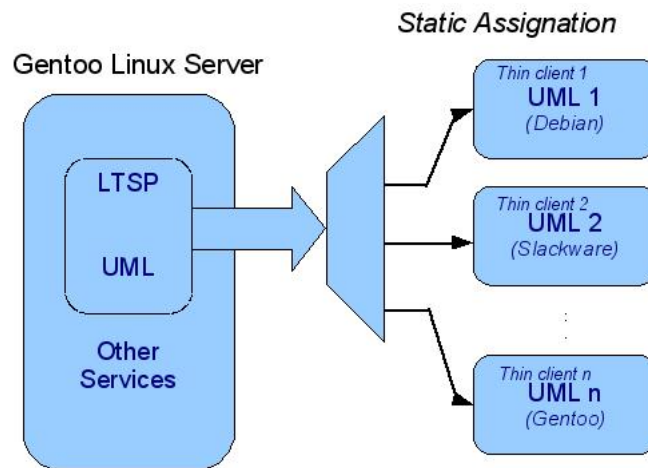 Static Assignation
Gentoo Linux Server
LTSP
UML
Other
Services
Thin client 1
UML 1
(Debian)
Thin client 2
UML 2
(Slackware)
:
:
Thin client n
UML n
(Gentoo)